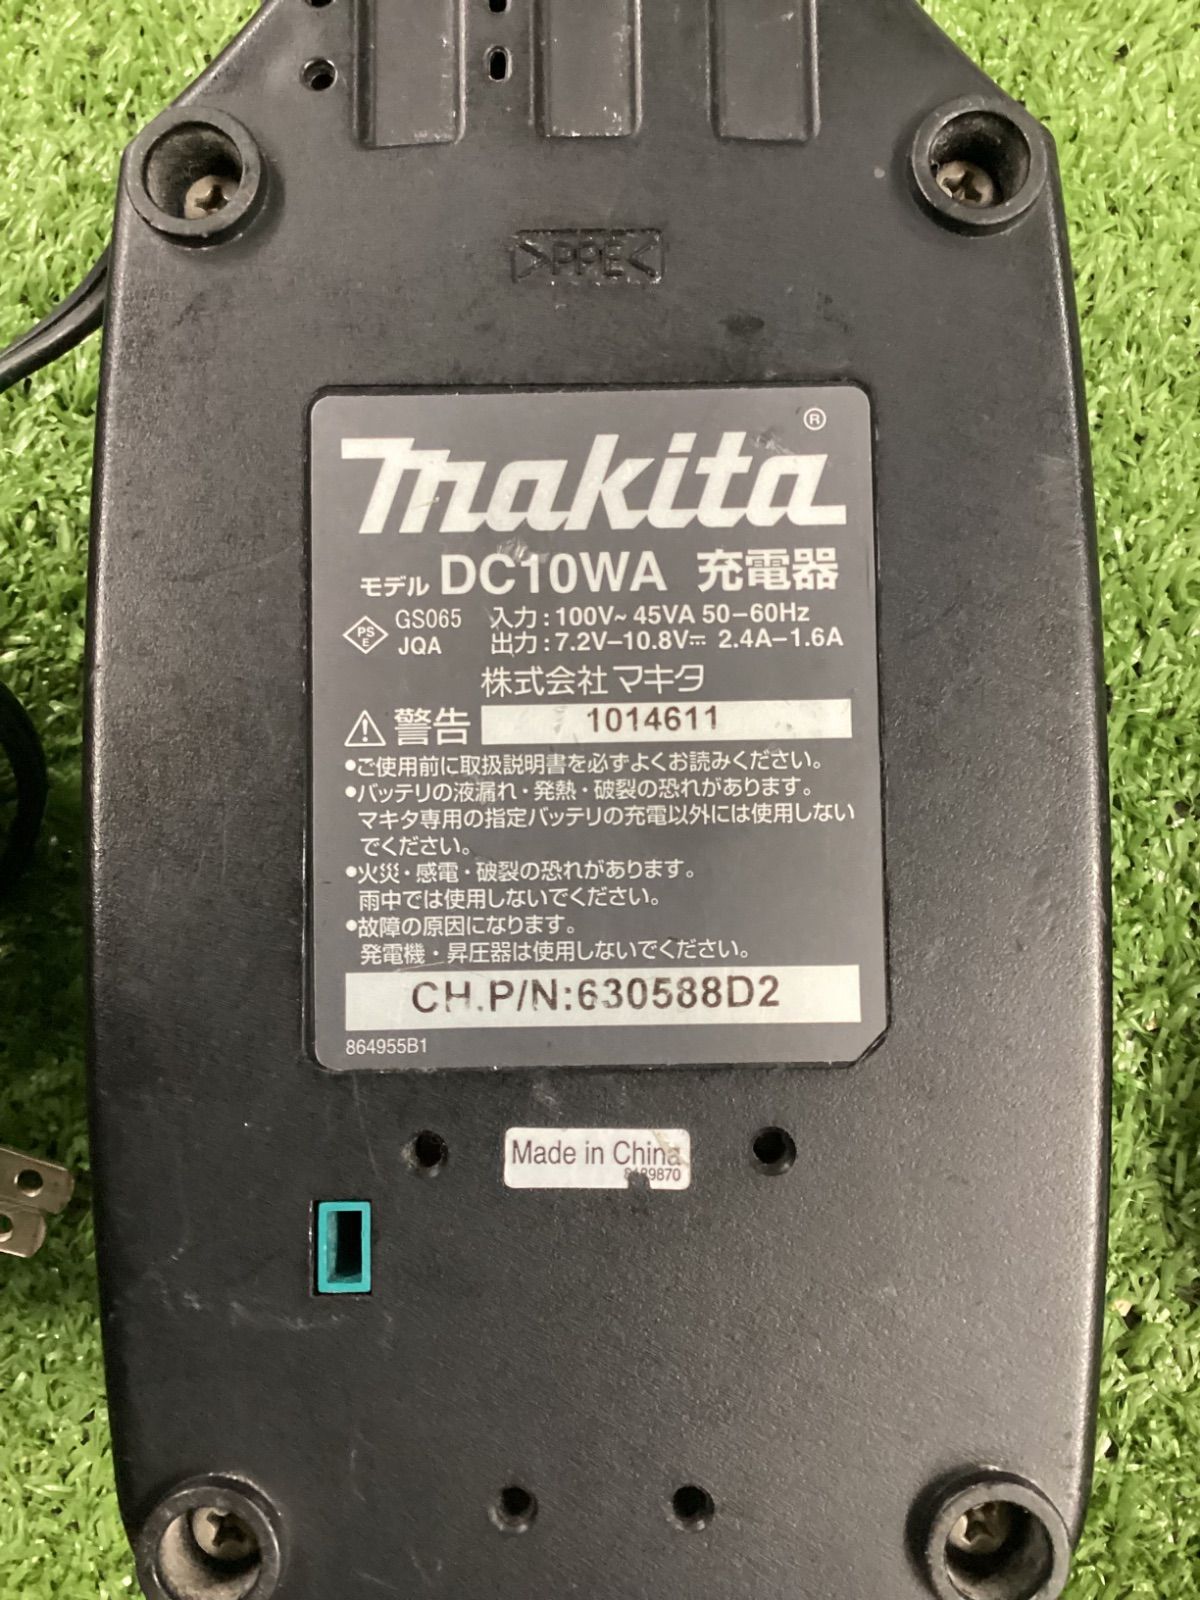 >PPE<
makita®
モデル DC10WA 充電器
PSE GS065 入力:100V~ 45VA 50-60Hz
JQA 出力:7.2V-10.8V⎓ 2.4A-1.6A
株式会社マキタ
⚠警告 1014611
•ご使用前に取扱説明書を必ずよくお読みください。
•バッテリの液漏れ・発熱・破裂の恐れがあります。
マキタ専用の指定バッテリの充電以外には使用しない
でください。
•火災・感電・破裂の恐れがあります。
雨中では使用しないでください。
•故障の原因になります。
発電機・昇圧器は使用しないでください。
CH.P/N:630588D2
864955B1
Made in China